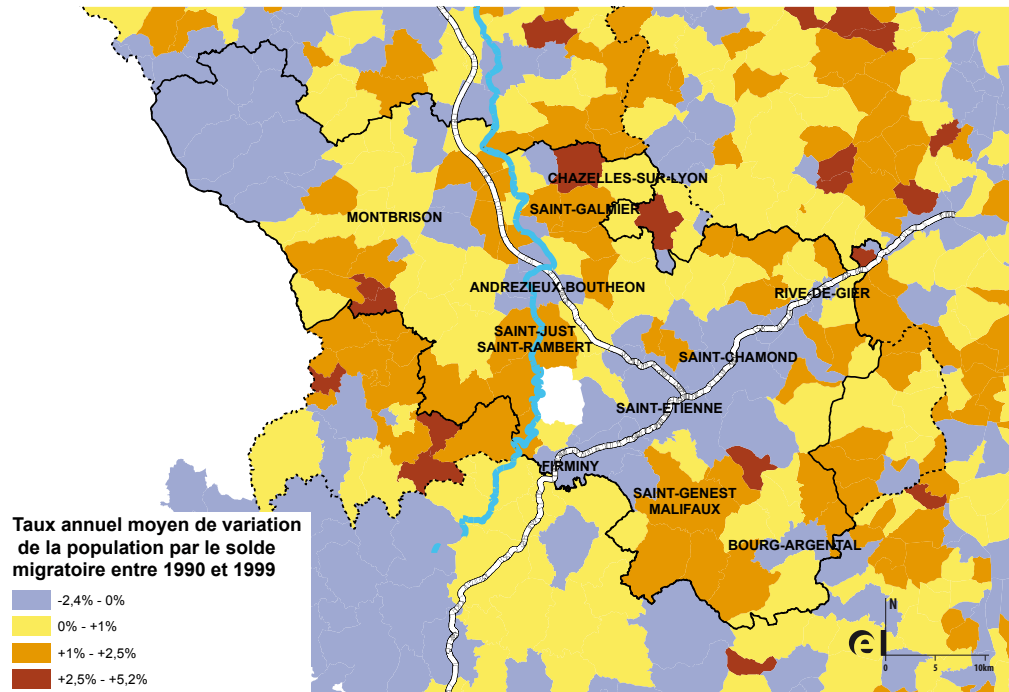 CHAZELLES-SUR-LYON
SAINT-GALMIER
MONTBRISON
ANDREZIEUX-BOUTHEON
RIVE-DE-GIER
SAINT-JUST
SAINT-RAMBERT
SAINT-CHAMOND
SAINT-ETIENNE
FIRMINY
SAINT-GENEST
MALIFAUX
BOURG-ARGENTAL
Taux annuel moyen de variation
de la population par le solde
migratoire entre 1990 et 1999
-2,4% - 0%
0% - +1%
+1% - +2,5%
+2,5% - +5,2%
N
0 5 10km